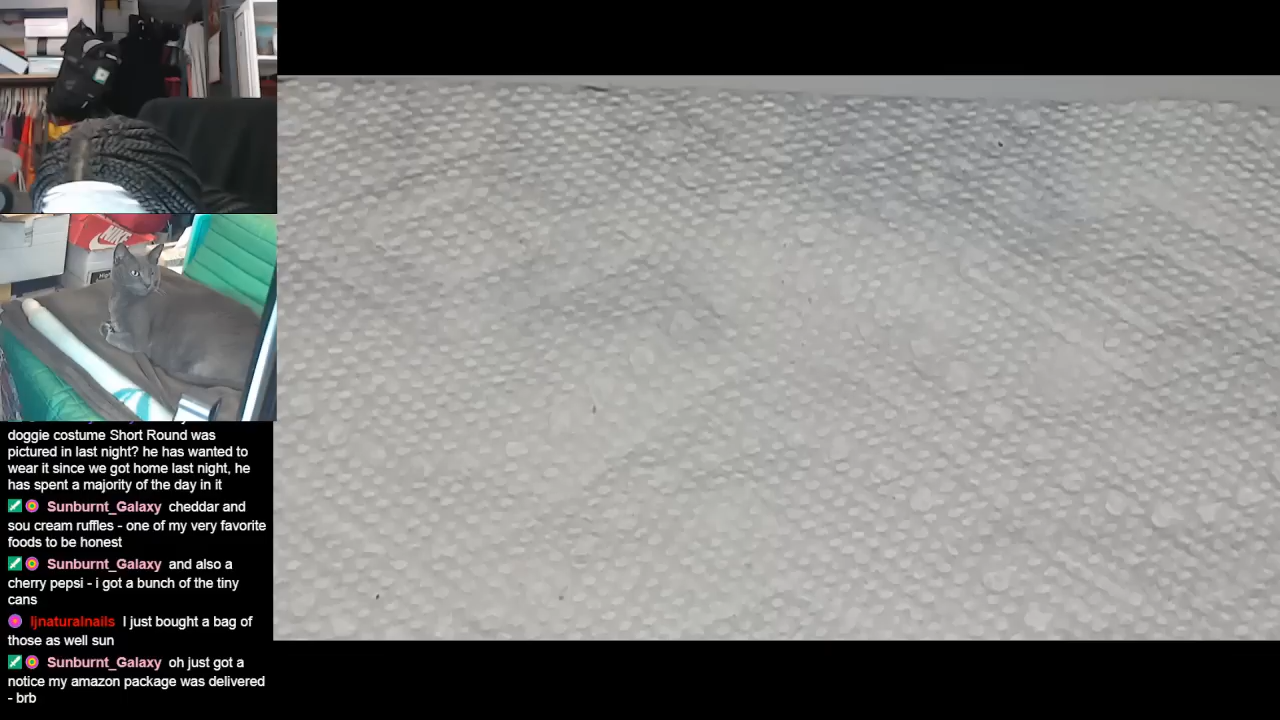 NIKE
doggie costume Short Round was
pictured in last night? he has wanted to
wear it since we got home last night, he
has spent a majority of the day in it
Sunburnt_Galaxy cheddar and
sou cream ruffles - one of my very favorite
foods to be honest
Sunburnt_Galaxy and also a
cherry pepsi - i got a bunch of the tiny
cans
ljnaturalnails I just bought a bag of
those as well sun
Sunburnt_Galaxy oh just got a
notice my amazon package was delivered
- brb